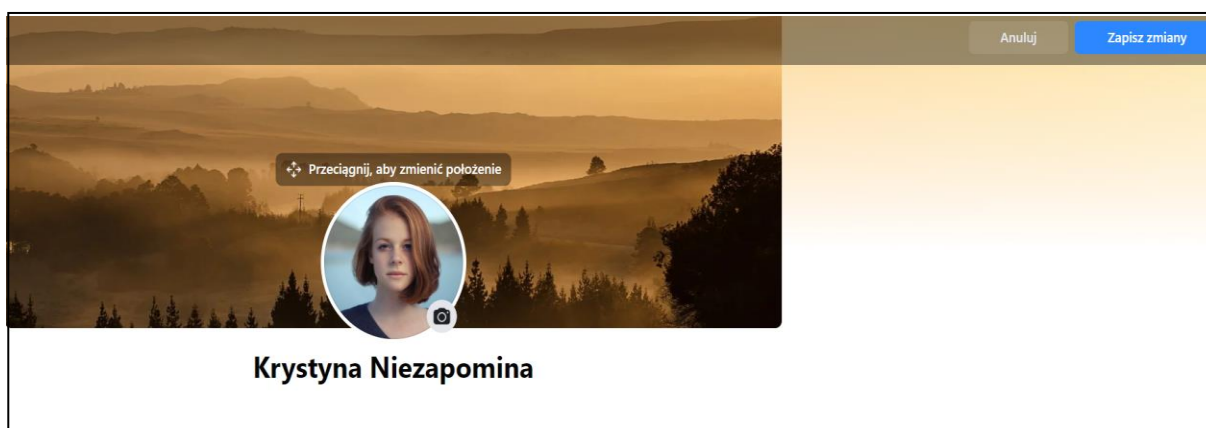 Anuluj
Zapisz zmiany
Przeciągnij, aby zmienić położenie
Krystyna Niezapomina